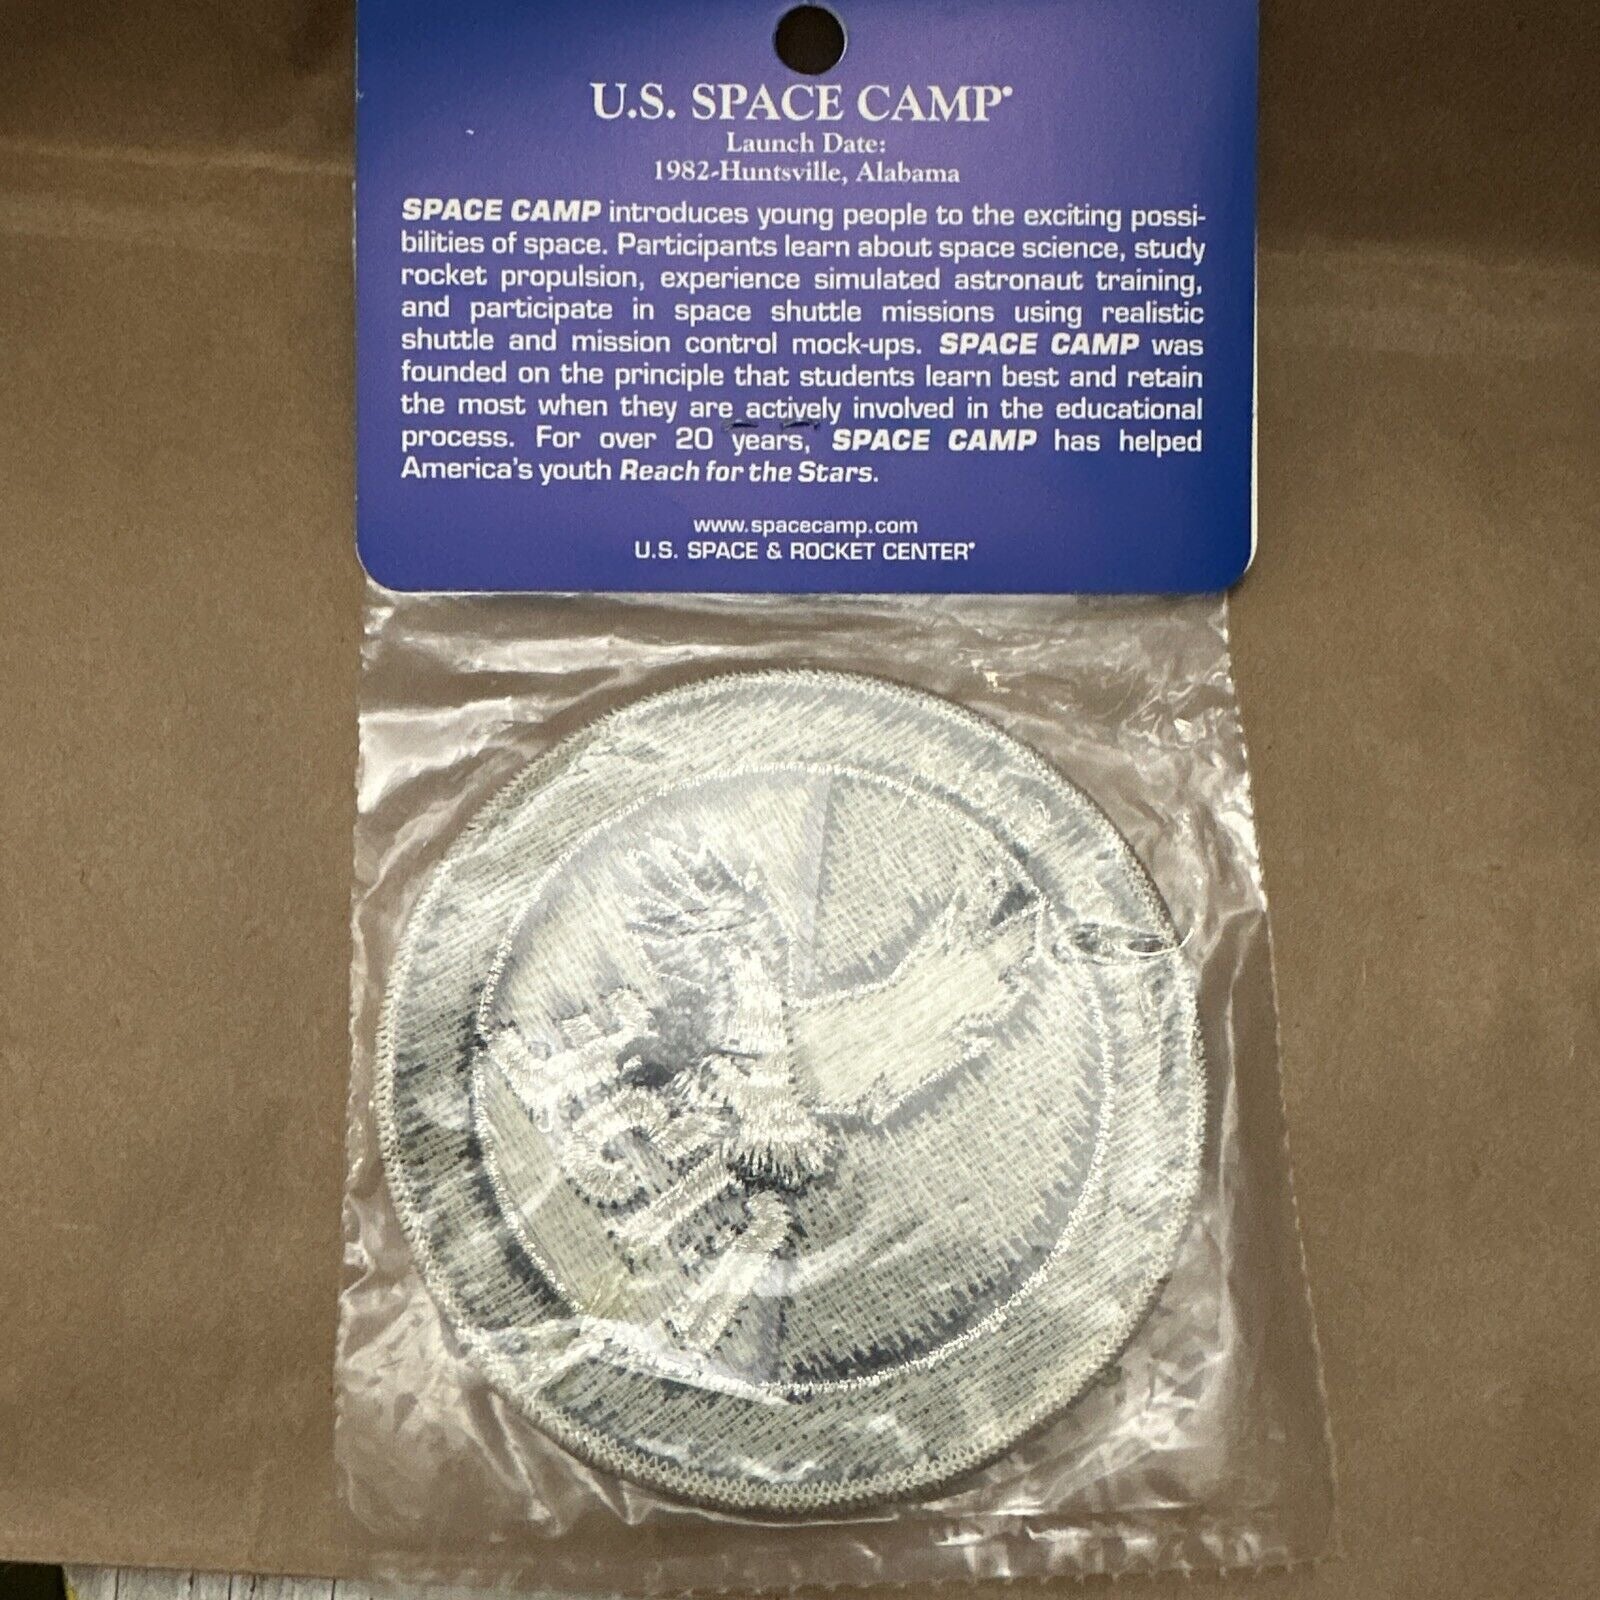 U.S. SPACE CAMP®
Launch Date:
1982-Huntsville, Alabama
SPACE CAMP introduces young people to the exciting possi-
bilities of space. Participants learn about space science, study
rocket propulsion, experience simulated astronaut training,
and participate in space shuttle missions using realistic
shuttle and mission control mock-ups. SPACE CAMP was
founded on the principle that students learn best and retain
the most when they are actively involved in the educational
process. For over 20 years, SPACE CAMP has helped
America's youth Reach for the Stars.
www.spacecamp.com
U.S. SPACE & ROCKET CENTER®